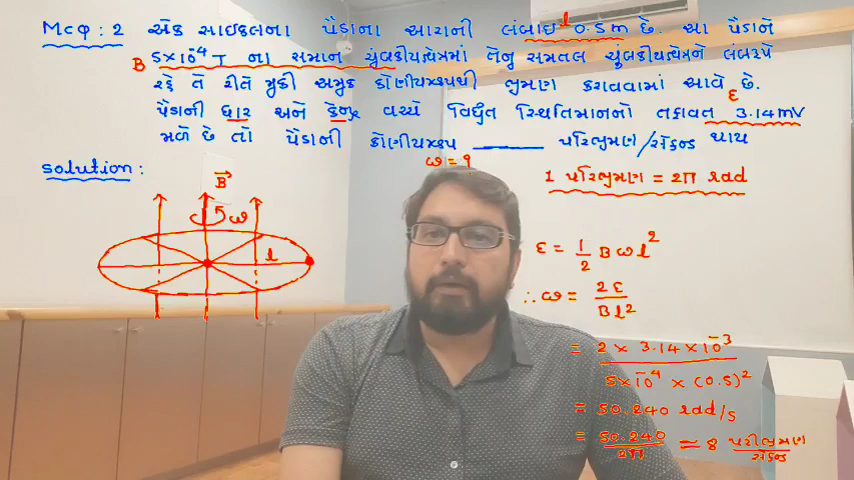 MCQ : 2 એક સાઇકલના પૈડાના આરાની લંબાઇ 0.5m છે. આ પૈડાને
l
5×10⁻⁴ T ના સમાન ચુંબકીયક્ષેત્રમાં તેનુ સમતલ ચુંબકીયક્ષેત્રને લંબરૂપે
B
રહે તે રીતે મુકી અમુક કોણીયઝડપથી ભ્રમણ કરાવવામાં આવે છે.
ε
પૈડાની ધાર અને કેન્દ્ર વચ્ચે વિદ્યુત સ્થિતિમાનનો તફાવત 3.14mV
મળે છે તો પૈડાની કોણીયઝડપ ______ પરિભ્રમણ/સેકન્ડ થાય
ω = ?
Solution :
1 પરિભ્રમણ = 2π rad
B⃗
ω
l
ε = 1/2 B ω l²
∴ ω = 2ε / Bl²
= 2 × 3.14 × 10⁻³ / 5×10⁻⁴ × (0.5)²
= 50.240 rad/s
= 50.240 / 2π ≈ 8 પરીભ્રમણ / સેકન્ડ